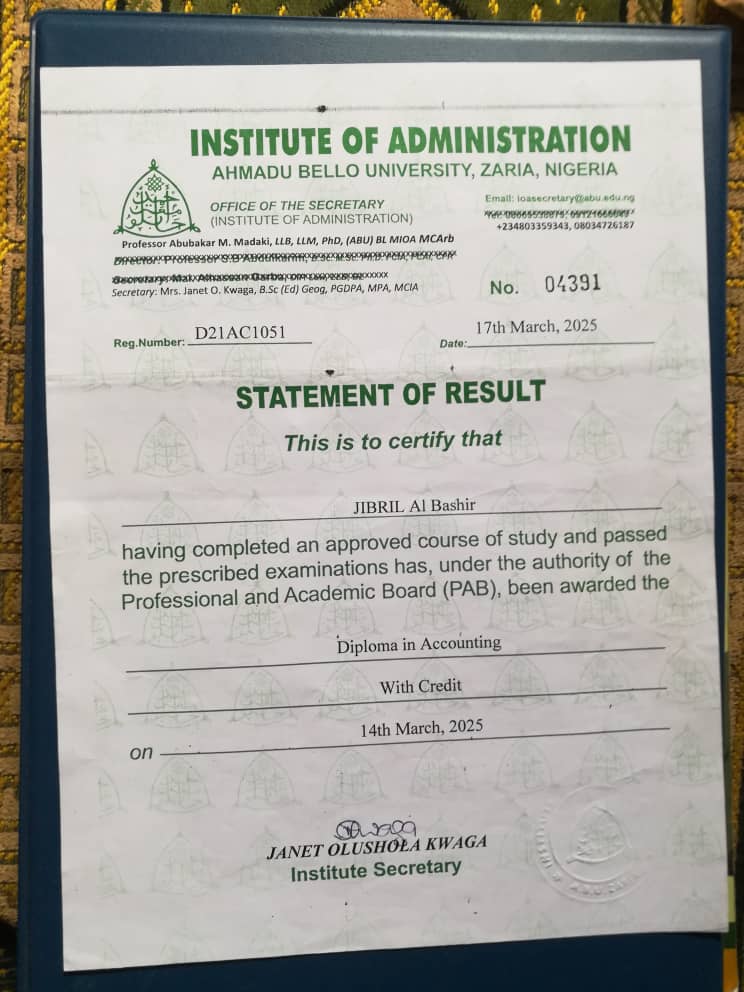 INSTITUTE OF ADMINISTRATION
AHMADU BELLO UNIVERSITY, ZARIA, NIGERIA
OFFICE OF THE SECRETARY
(INSTITUTE OF ADMINISTRATION)
Email: ioasecretary@abu.edu.ng
+234803359343, 08034726187
Professor Abubakar M. Madaki, LLB, LLM, PhD, (ABU) BL MIOA MCArb
Secretary: Mrs. Janet O. Kwaga, B.Sc (Ed) Geog, PGDPA, MPA, MCIA
No. 04391
Reg.Number: D21AC1051
Date: 17th March, 2025
STATEMENT OF RESULT
This is to certify that
JIBRIL Al Bashir
having completed an approved course of study and passed
the prescribed examinations has, under the authority of the
Professional and Academic Board (PAB), been awarded the
Diploma in Accounting
With Credit
on 14th March, 2025
JANET OLUSHOLA KWAGA
Institute Secretary